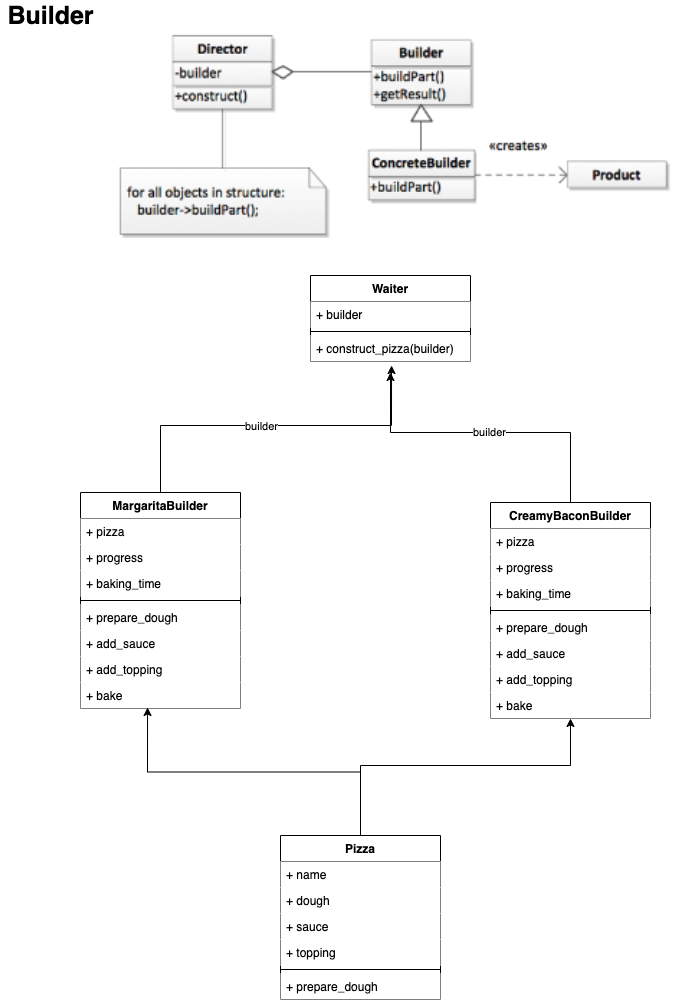 Builder
Director
-builder
+construct()
Builder
+buildPart()
+getResult()
for all objects in structure:
builder->buildPart();
ConcreteBuilder
+buildPart()
«creates»
Product
Waiter
+ builder
+ construct_pizza(builder)
builder
builder
MargaritaBuilder
+ pizza
+ progress
+ baking_time
+ prepare_dough
+ add_sauce
+ add_topping
+ bake
CreamyBaconBuilder
+ pizza
+ progress
+ baking_time
+ prepare_dough
+ add_sauce
+ add_topping
+ bake
Pizza
+ name
+ dough
+ sauce
+ topping
+ prepare_dough